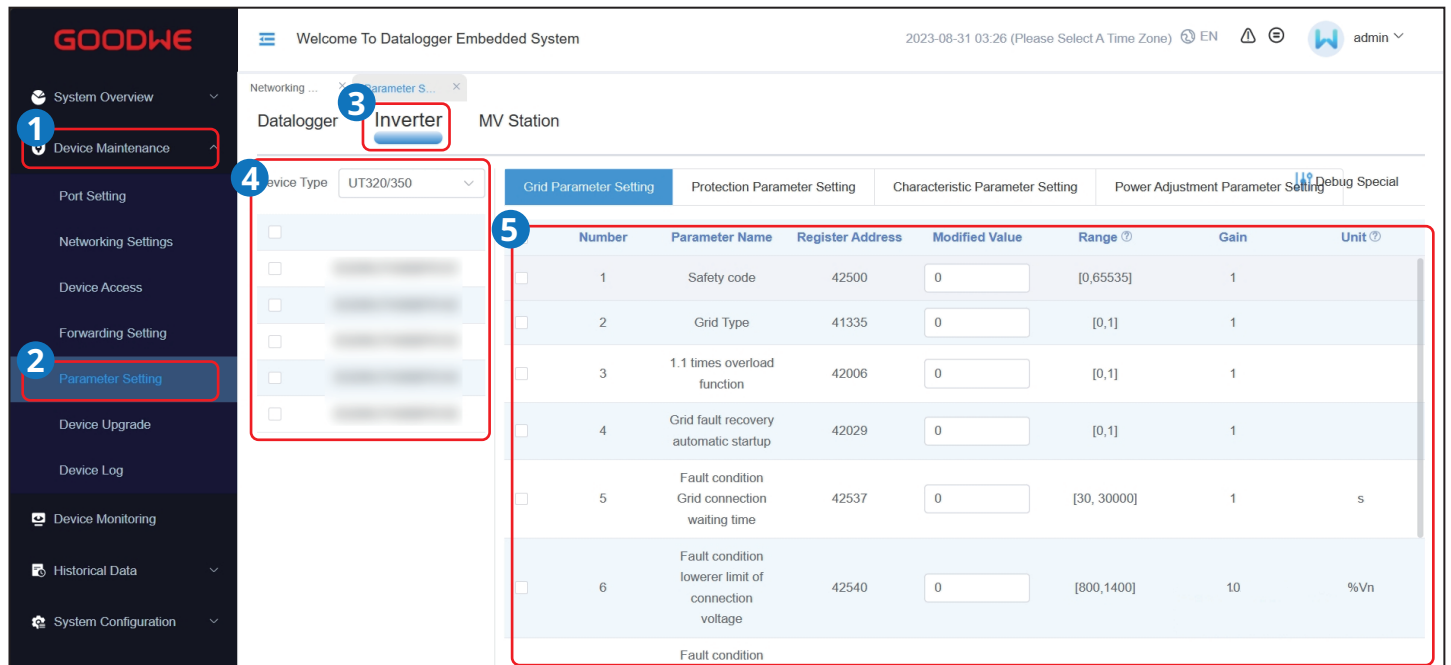 GOODWE
Welcome To Datalogger Embedded System
2023-08-31 03:26 (Please Select A Time Zone) EN
admin
System Overview
1
Device Maintenance
Port Setting
Networking Settings
Device Access
Forwarding Setting
2
Parameter Setting
Device Upgrade
Device Log
Device Monitoring
Historical Data
System Configuration
Networking ... ×
Parameter S... ×
3
Datalogger Inverter MV Station
4
Device Type UT320/350
Grid Parameter Setting Protection Parameter Setting Characteristic Parameter Setting Power Adjustment Parameter Setting Debug Special
5
Number Parameter Name Register Address Modified Value Range Gain Unit
1 Safety code 42500 0 [0,65535] 1
2 Grid Type 41335 0 [0,1] 1
1.1 times overload
3 function 42006 0 [0,1] 1
Grid fault recovery
4 automatic startup 42029 0 [0,1] 1
Fault condition
5 Grid connection 42537 0 [30, 30000] 1 s
waiting time
Fault condition
lowerer limit of
6 connection 42540 0 [800,1400] 10 %Vn
voltage
Fault condition